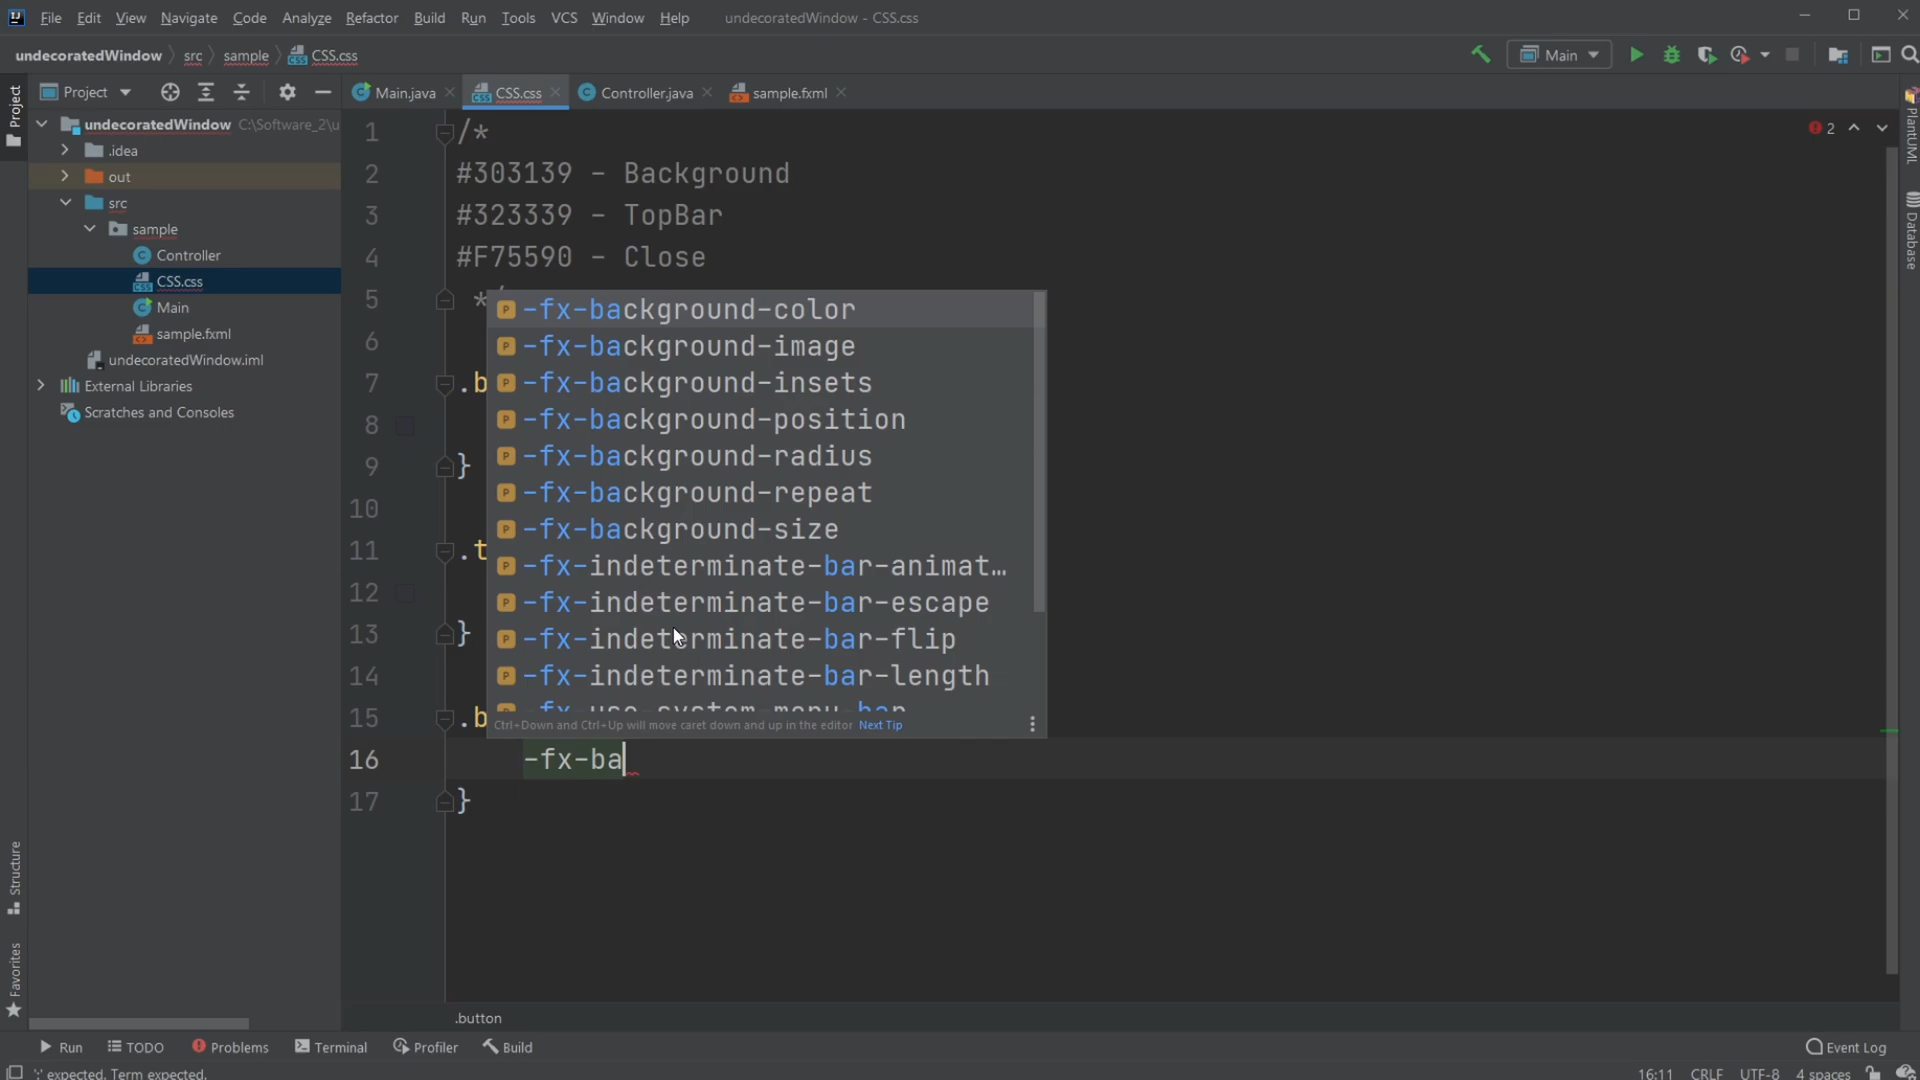 File Edit View Navigate Code Analyze Refactor Build Run Tools VCS Window Help undecoratedWindow - CSS.css
undecoratedWindow src sample CSS.css Main
Project Main.java CSS.css Controller.java sample.fxml
undecoratedWindow C:\Software_2\u
.idea
out
src
sample
Controller
CSS.css
Main
sample.fxml
undecoratedWindow.iml
External Libraries
Scratches and Consoles
Project
Structure
Favorites
1 /*
2 #303139 - Background
3 #323339 - TopBar
4 #F75590 - Close
5 *
6
7 .b
8
9 }
10
11 .t
12
13 }
14
15 .b
16 -fx-ba
17 }
-fx-background-color
-fx-background-image
-fx-background-insets
-fx-background-position
-fx-background-radius
-fx-background-repeat
-fx-background-size
-fx-indeterminate-bar-animat…
-fx-indeterminate-bar-escape
-fx-indeterminate-bar-flip
-fx-indeterminate-bar-length
-fx-use-system-menu-bar
Ctrl+Down and Ctrl+Up will move caret down and up in the editor Next Tip
2
PlantUML
Database
.button
Run TODO Problems Terminal Profiler Build Event Log
':' expected. Term expected. 16:11 CRLF UTF-8 4 spaces